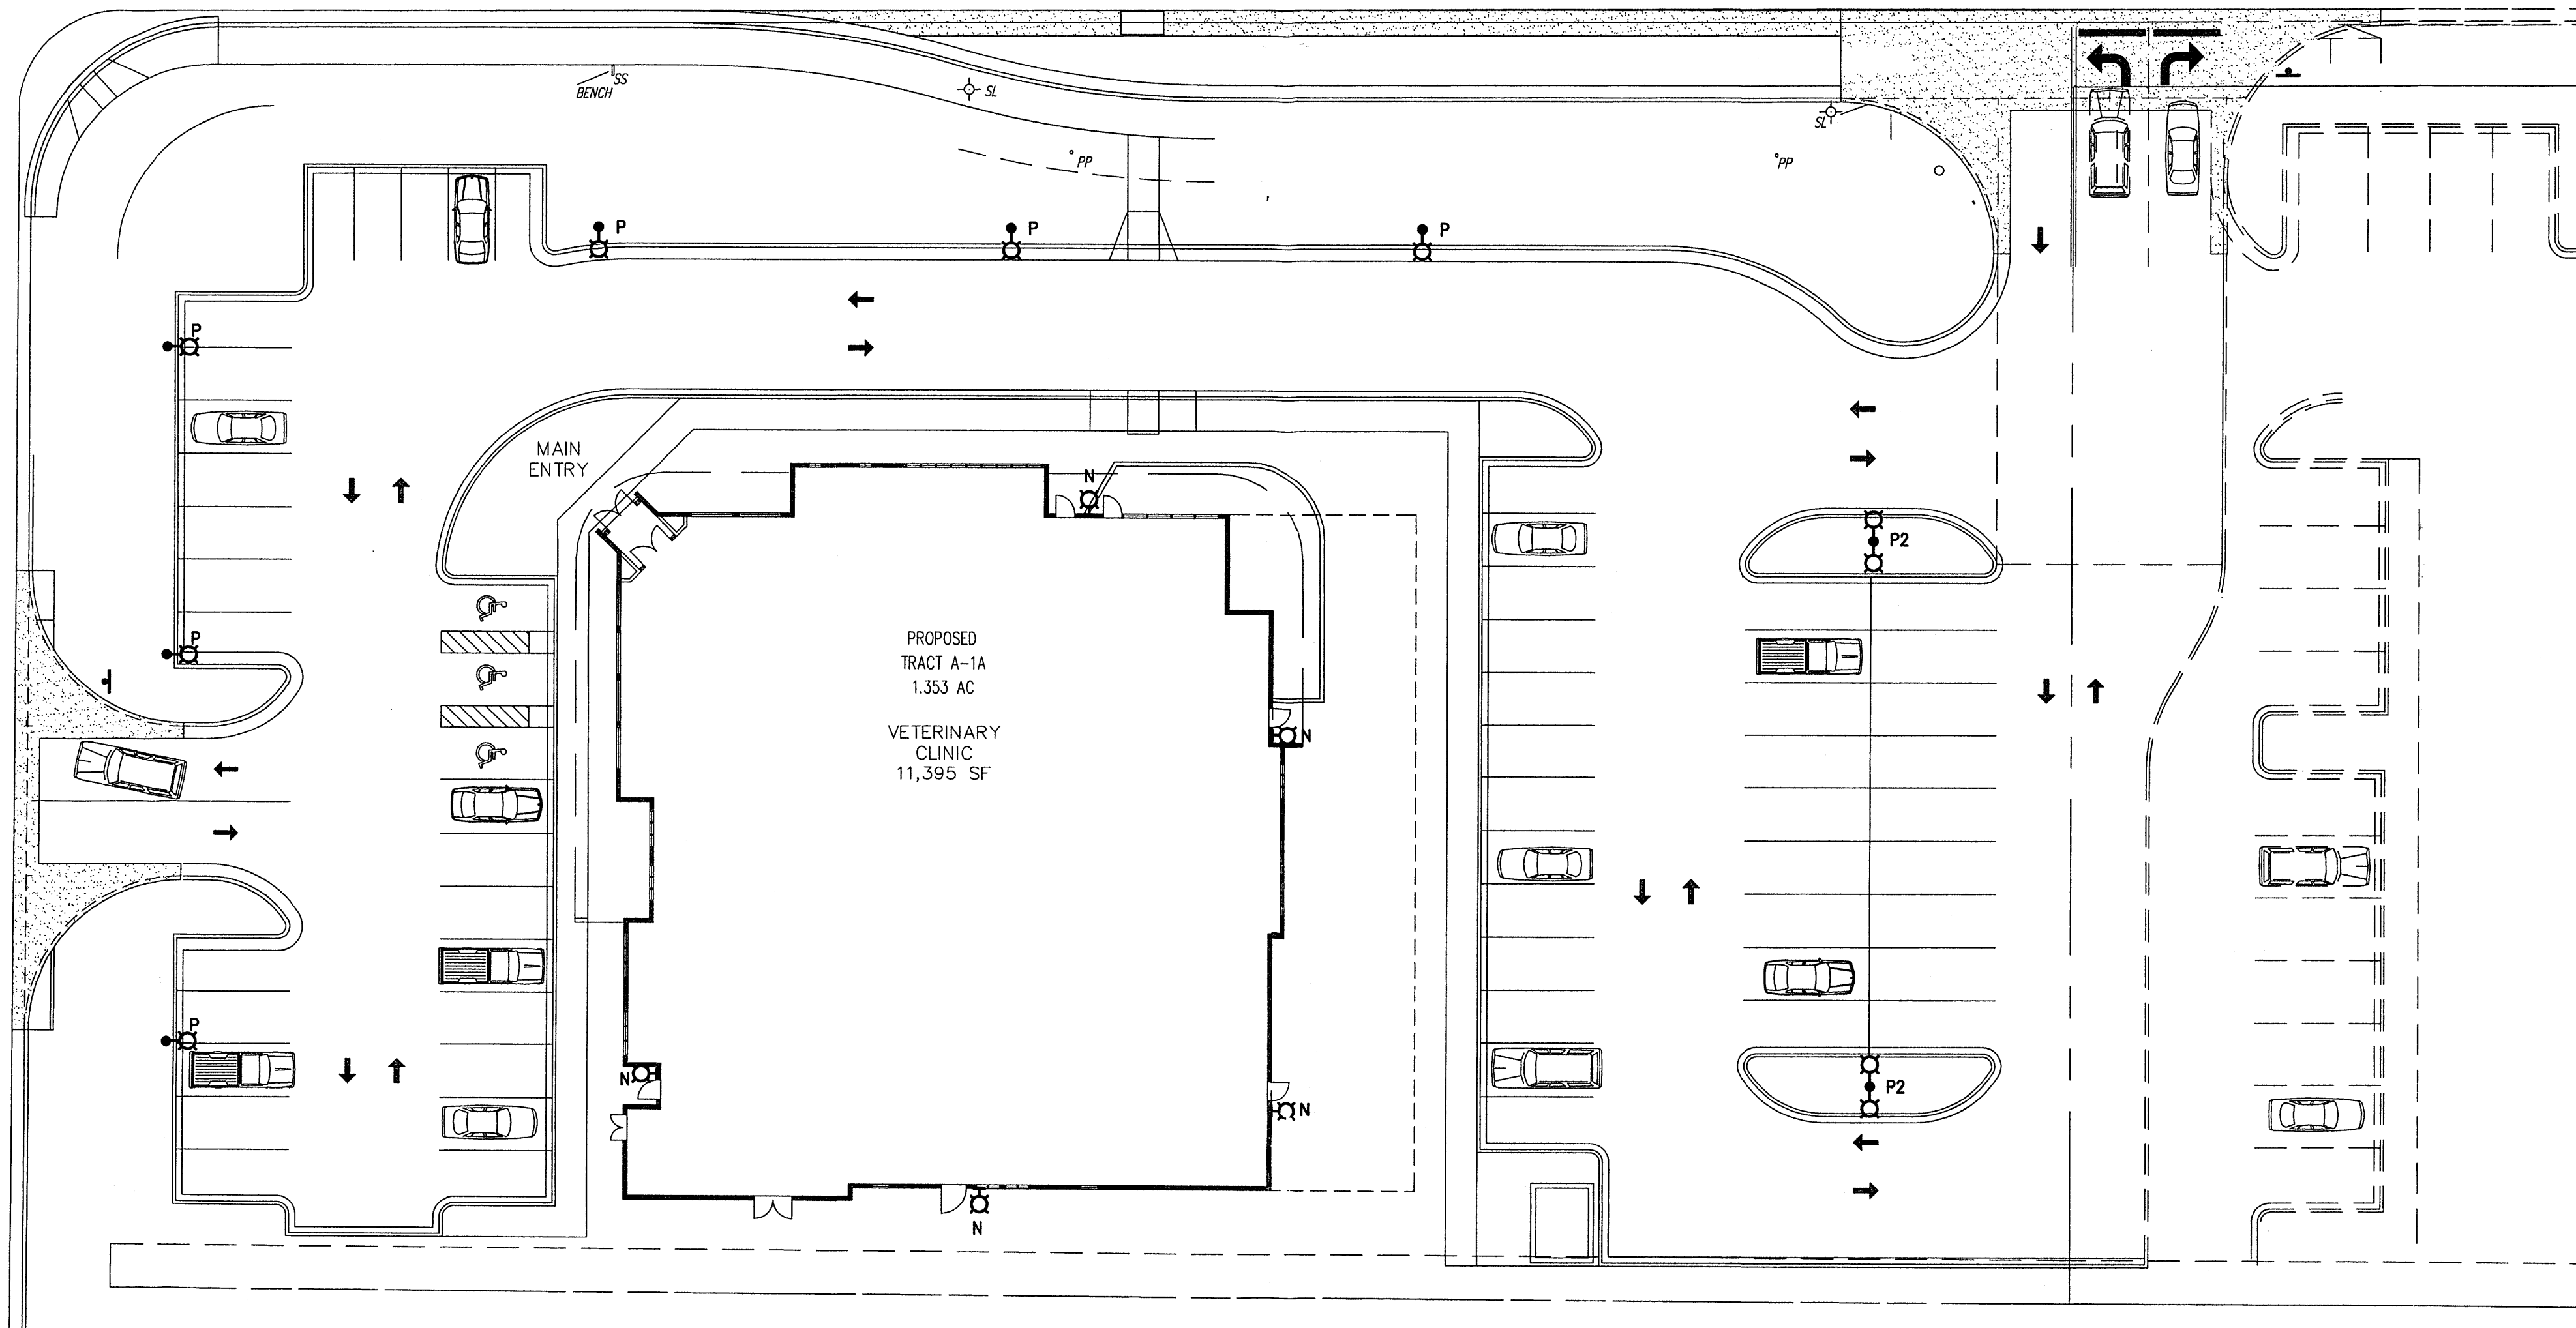 SS
BENCH
SL
SL
PP
PP
P
P
P
P
MAIN
ENTRY
N
P2
PROPOSED
TRACT A-1A
1.353 AC
P
VETERINARY
CLINIC
11,395 SF
N
P
N
P2
N
N